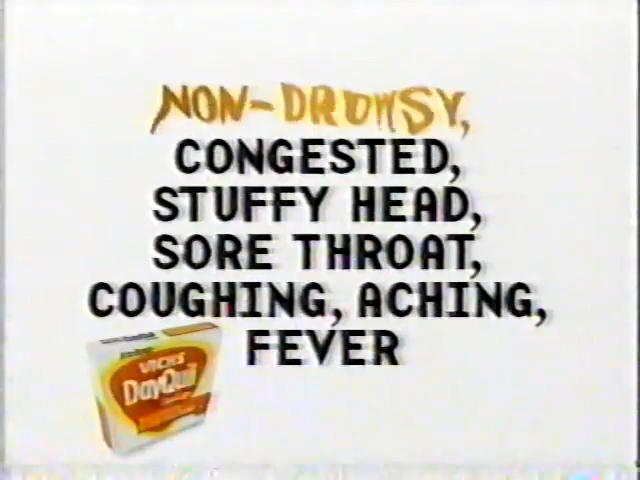 NON-DROWSY,
CONGESTED,
STUFFY HEAD,
SORE THROAT,
COUGHING, ACHING,
FEVER
VICKS
DayQuil